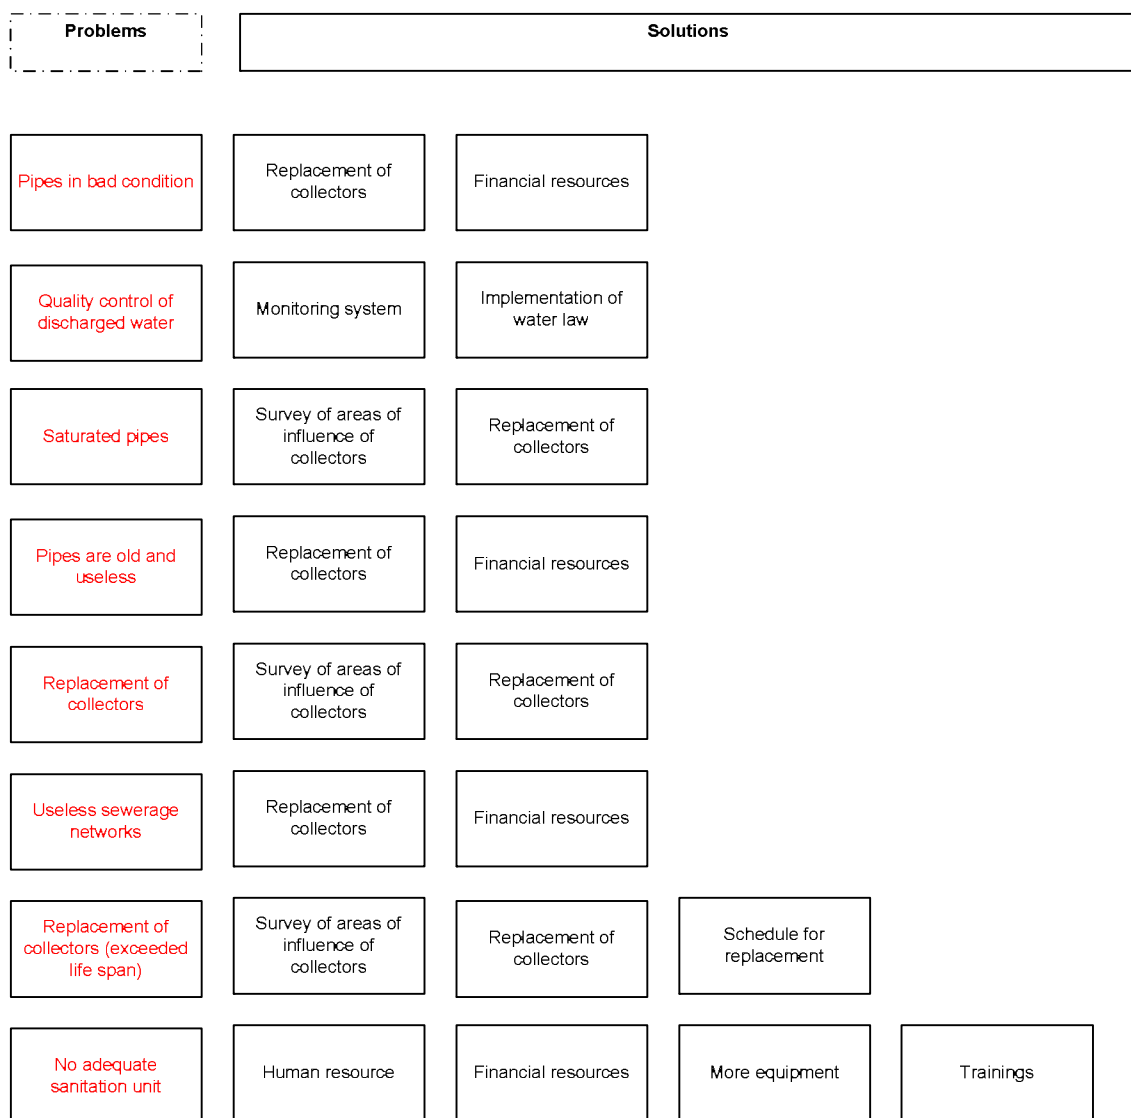 Problems
Solutions
Pipes in bad condition
Replacement of
collectors
Financial resources
Quality control of
discharged water
Monitoring system
Implementation of
water law
Saturated pipes
Survey of areas of
influence of
collectors
Replacement of
collectors
Pipes are old and
useless
Replacement of
collectors
Financial resources
Replacement of
collectors
Survey of areas of
influence of
collectors
Replacement of
collectors
Useless sewerage
networks
Replacement of
collectors
Financial resources
Replacement of
collectors (exceeded
life span)
Survey of areas of
influence of
collectors
Replacement of
collectors
Schedule for
replacement
No adequate
sanitation unit
Human resource
Financial resources
More equipment
Trainings